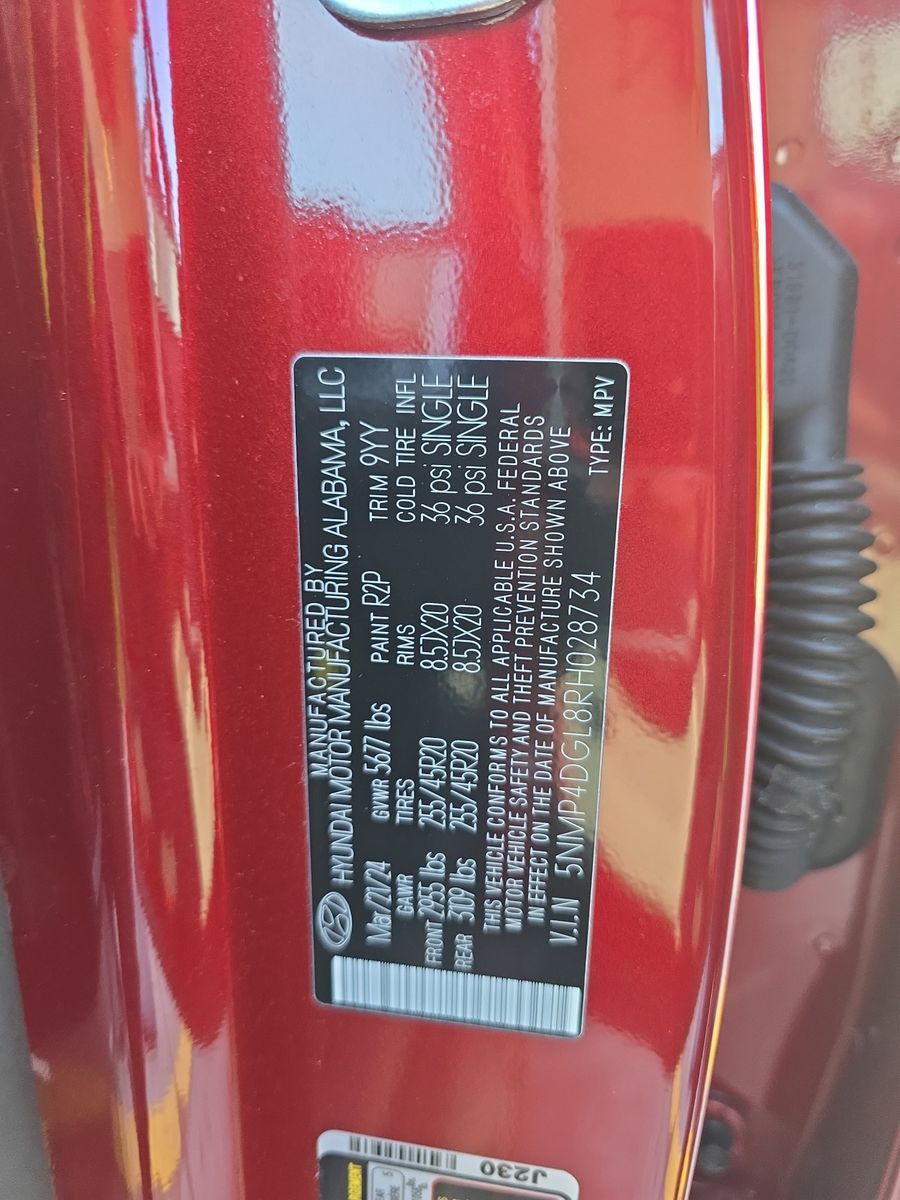 MANUFACTURED BY
HYUNDAI MOTOR MANUFACTURING ALABAMA, LLC
Mar/21/24 GVWR 5677 lbs PAINT R2P TRIM 9YY
GAWR TIRES RIMS COLD TIRE INFL
FRONT 2955 lbs 255/45R20 8.5JX20 36 psi SINGLE
REAR 3109 lbs 255/45R20 8.5JX20 36 psi SINGLE
THIS VEHICLE CONFORMS TO ALL APPLICABLE U.S.A. FEDERAL
MOTOR VEHICLE SAFETY AND THEFT PREVENTION STANDARDS
IN EFFECT ON THE DATE OF MANUFACTURE SHOWN ABOVE
V.I.N 5NMP4DGL8RH028734 TYPE: MPV
J230